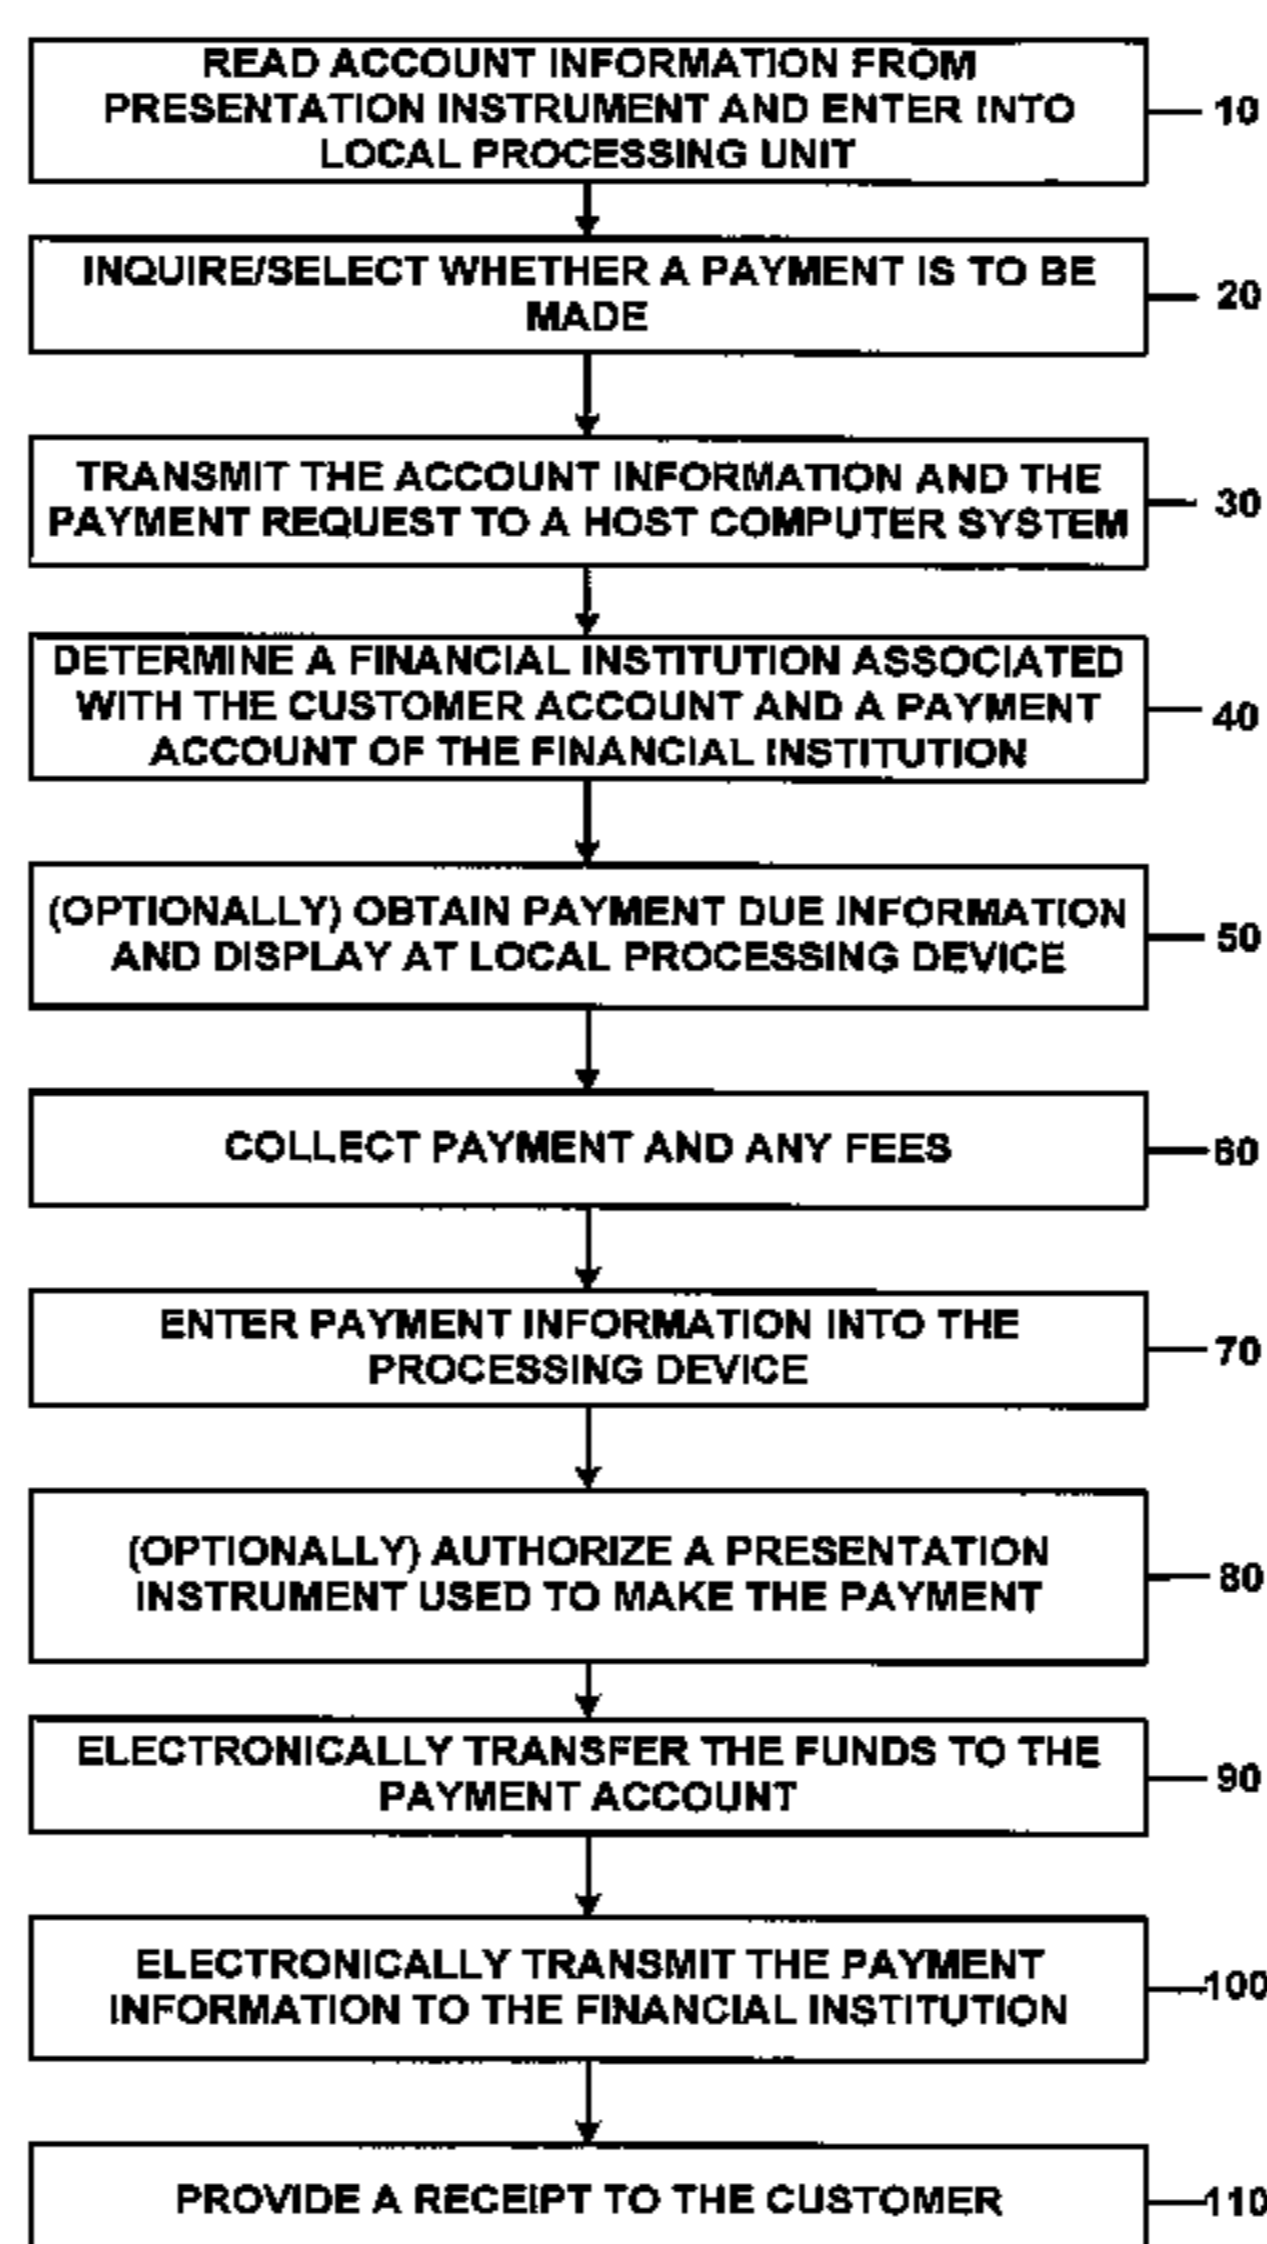 READ ACCOUNT INFORMATION FROM
PRESENTATION INSTRUMENT AND ENTER INTO
LOCAL PROCESSING UNIT
10
INQUIRE/SELECT WHETHER A PAYMENT IS TO BE
MADE
20
TRANSMIT THE ACCOUNT INFORMATION AND THE
PAYMENT REQUEST TO A HOST COMPUTER SYSTEM
30
DETERMINE A FINANCIAL INSTITUTION ASSOCIATED
WITH THE CUSTOMER ACCOUNT AND A PAYMENT
ACCOUNT OF THE FINANCIAL INSTITUTION
40
(OPTIONALLY) OBTAIN PAYMENT DUE INFORMATION
AND DISPLAY AT LOCAL PROCESSING DEVICE
50
COLLECT PAYMENT AND ANY FEES
60
ENTER PAYMENT INFORMATION INTO THE
PROCESSING DEVICE
70
(OPTIONALLY) AUTHORIZE A PRESENTATION
INSTRUMENT USED TO MAKE THE PAYMENT
80
ELECTRONICALLY TRANSFER THE FUNDS TO THE
PAYMENT ACCOUNT
90
ELECTRONICALLY TRANSMIT THE PAYMENT
INFORMATION TO THE FINANCIAL INSTITUTION
100
PROVIDE A RECEIPT TO THE CUSTOMER
110